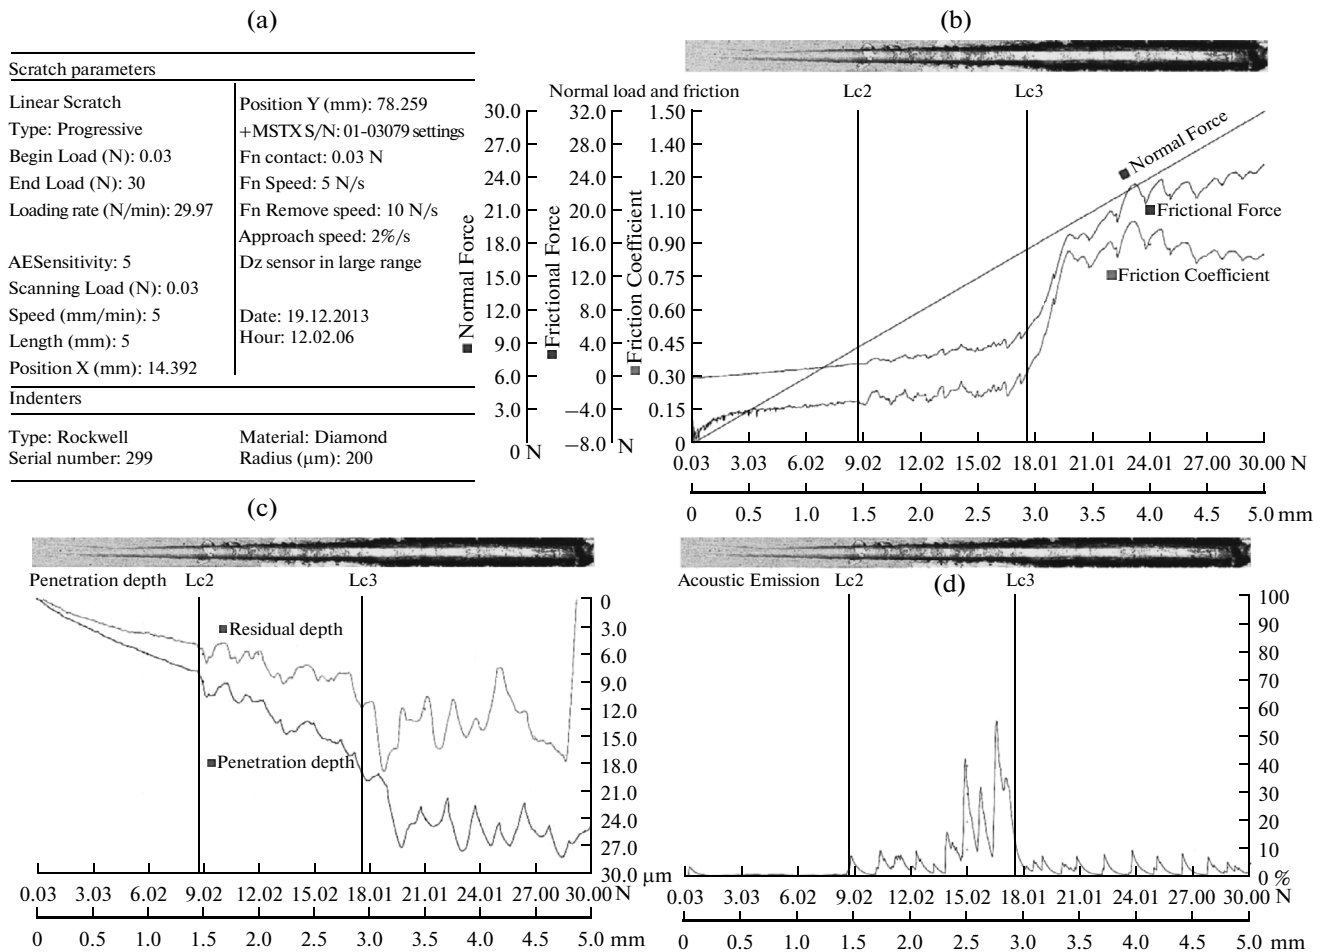 (a)
Scratch parameters
Linear Scratch
Type: Progressive
Begin Load (N): 0.03
End Load (N): 30
Loading rate (N/min): 29.97
AESensitivity: 5
Scanning Load (N): 0.03
Speed (mm/min): 5
Length (mm): 5
Position X (mm): 14.392
Position Y (mm): 78.259
+MSTX S/N: 01-03079 settings
Fn contact: 0.03 N
Fn Speed: 5 N/s
Fn Remove speed: 10 N/s
Approach speed: 2%/s
Dz sensor in large range
Date: 19.12.2013
Hour: 12.02.06
Indenters
Type: Rockwell
Serial number: 299
Material: Diamond
Radius (μm): 200
(b)
Lc2
Lc3
Normal load and friction
30.0
27.0
24.0
21.0
18.0
15.0
12.0
9.0
6.0
3.0
0 N
Normal Force
32.0
28.0
24.0
20.0
16.0
12.0
8.0
4.0
0
−4.0
−8.0 N
Frictional Force
1.50
1.40
1.20
1.10
0.90
0.75
0.60
0.45
0.30
0.15
0
Friction Coefficient
Normal Force
Frictional Force
Friction Coefficient
0.03 3.03 6.02 9.02 12.02 15.02 18.01 21.01 24.01 27.00 30.00 N
0 0.5 1.0 1.5 2.0 2.5 3.0 3.5 4.0 4.5 5.0 mm
(c)
Penetration depth Lc2 Lc3
Residual depth
Penetration depth
0
3.0
6.0
9.0
12.0
15.0
18.0
21.0
24.0
27.0
30.0 μm
0.03 3.03 6.02 9.02 12.02 15.02 18.01 21.01 24.01 27.00 30.00 N
0 0.5 1.0 1.5 2.0 2.5 3.0 3.5 4.0 4.5 5.0 mm
Acoustic Emission Lc2 (d) Lc3
100
90
80
70
60
50
40
30
20
10
0 %
0.03 3.03 6.02 9.02 12.02 15.02 18.01 21.01 24.01 27.00 30.00 N
0 0.5 1.0 1.5 2.0 2.5 3.0 3.5 4.0 4.5 5.0 mm